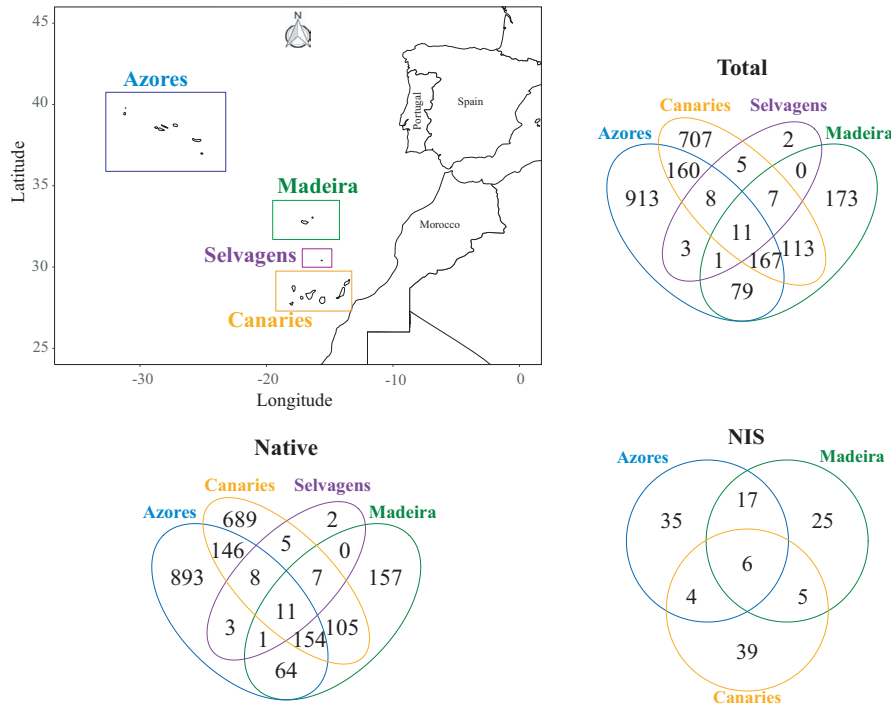 45
40
35
30
25
-30
-20
-10
0
Latitude
Longitude
N
Azores
Madeira
Selvagens
Canaries
Portugal
Spain
Morocco
Total
Canaries
Selvagens
Azores
Madeira
707
2
160
5
0
913
8
7
173
11
3
1
167
113
79
Native
Canaries
Selvagens
Azores
Madeira
689
2
146
5
0
893
8
7
157
11
3
1
154
105
64
NIS
Azores
Madeira
17
35
25
6
4
5
39
Canaries